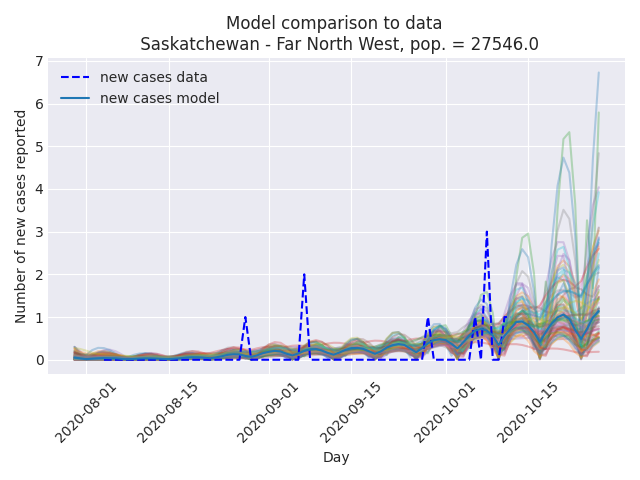 Model comparison to data
Saskatchewan - Far North West, pop. = 27546.0
7
6
5
4
3
2
1
0
Number of new cases reported
new cases data
new cases model
2020-08-01
2020-08-15
2020-09-01
2020-09-15
2020-10-01
2020-10-15
Day